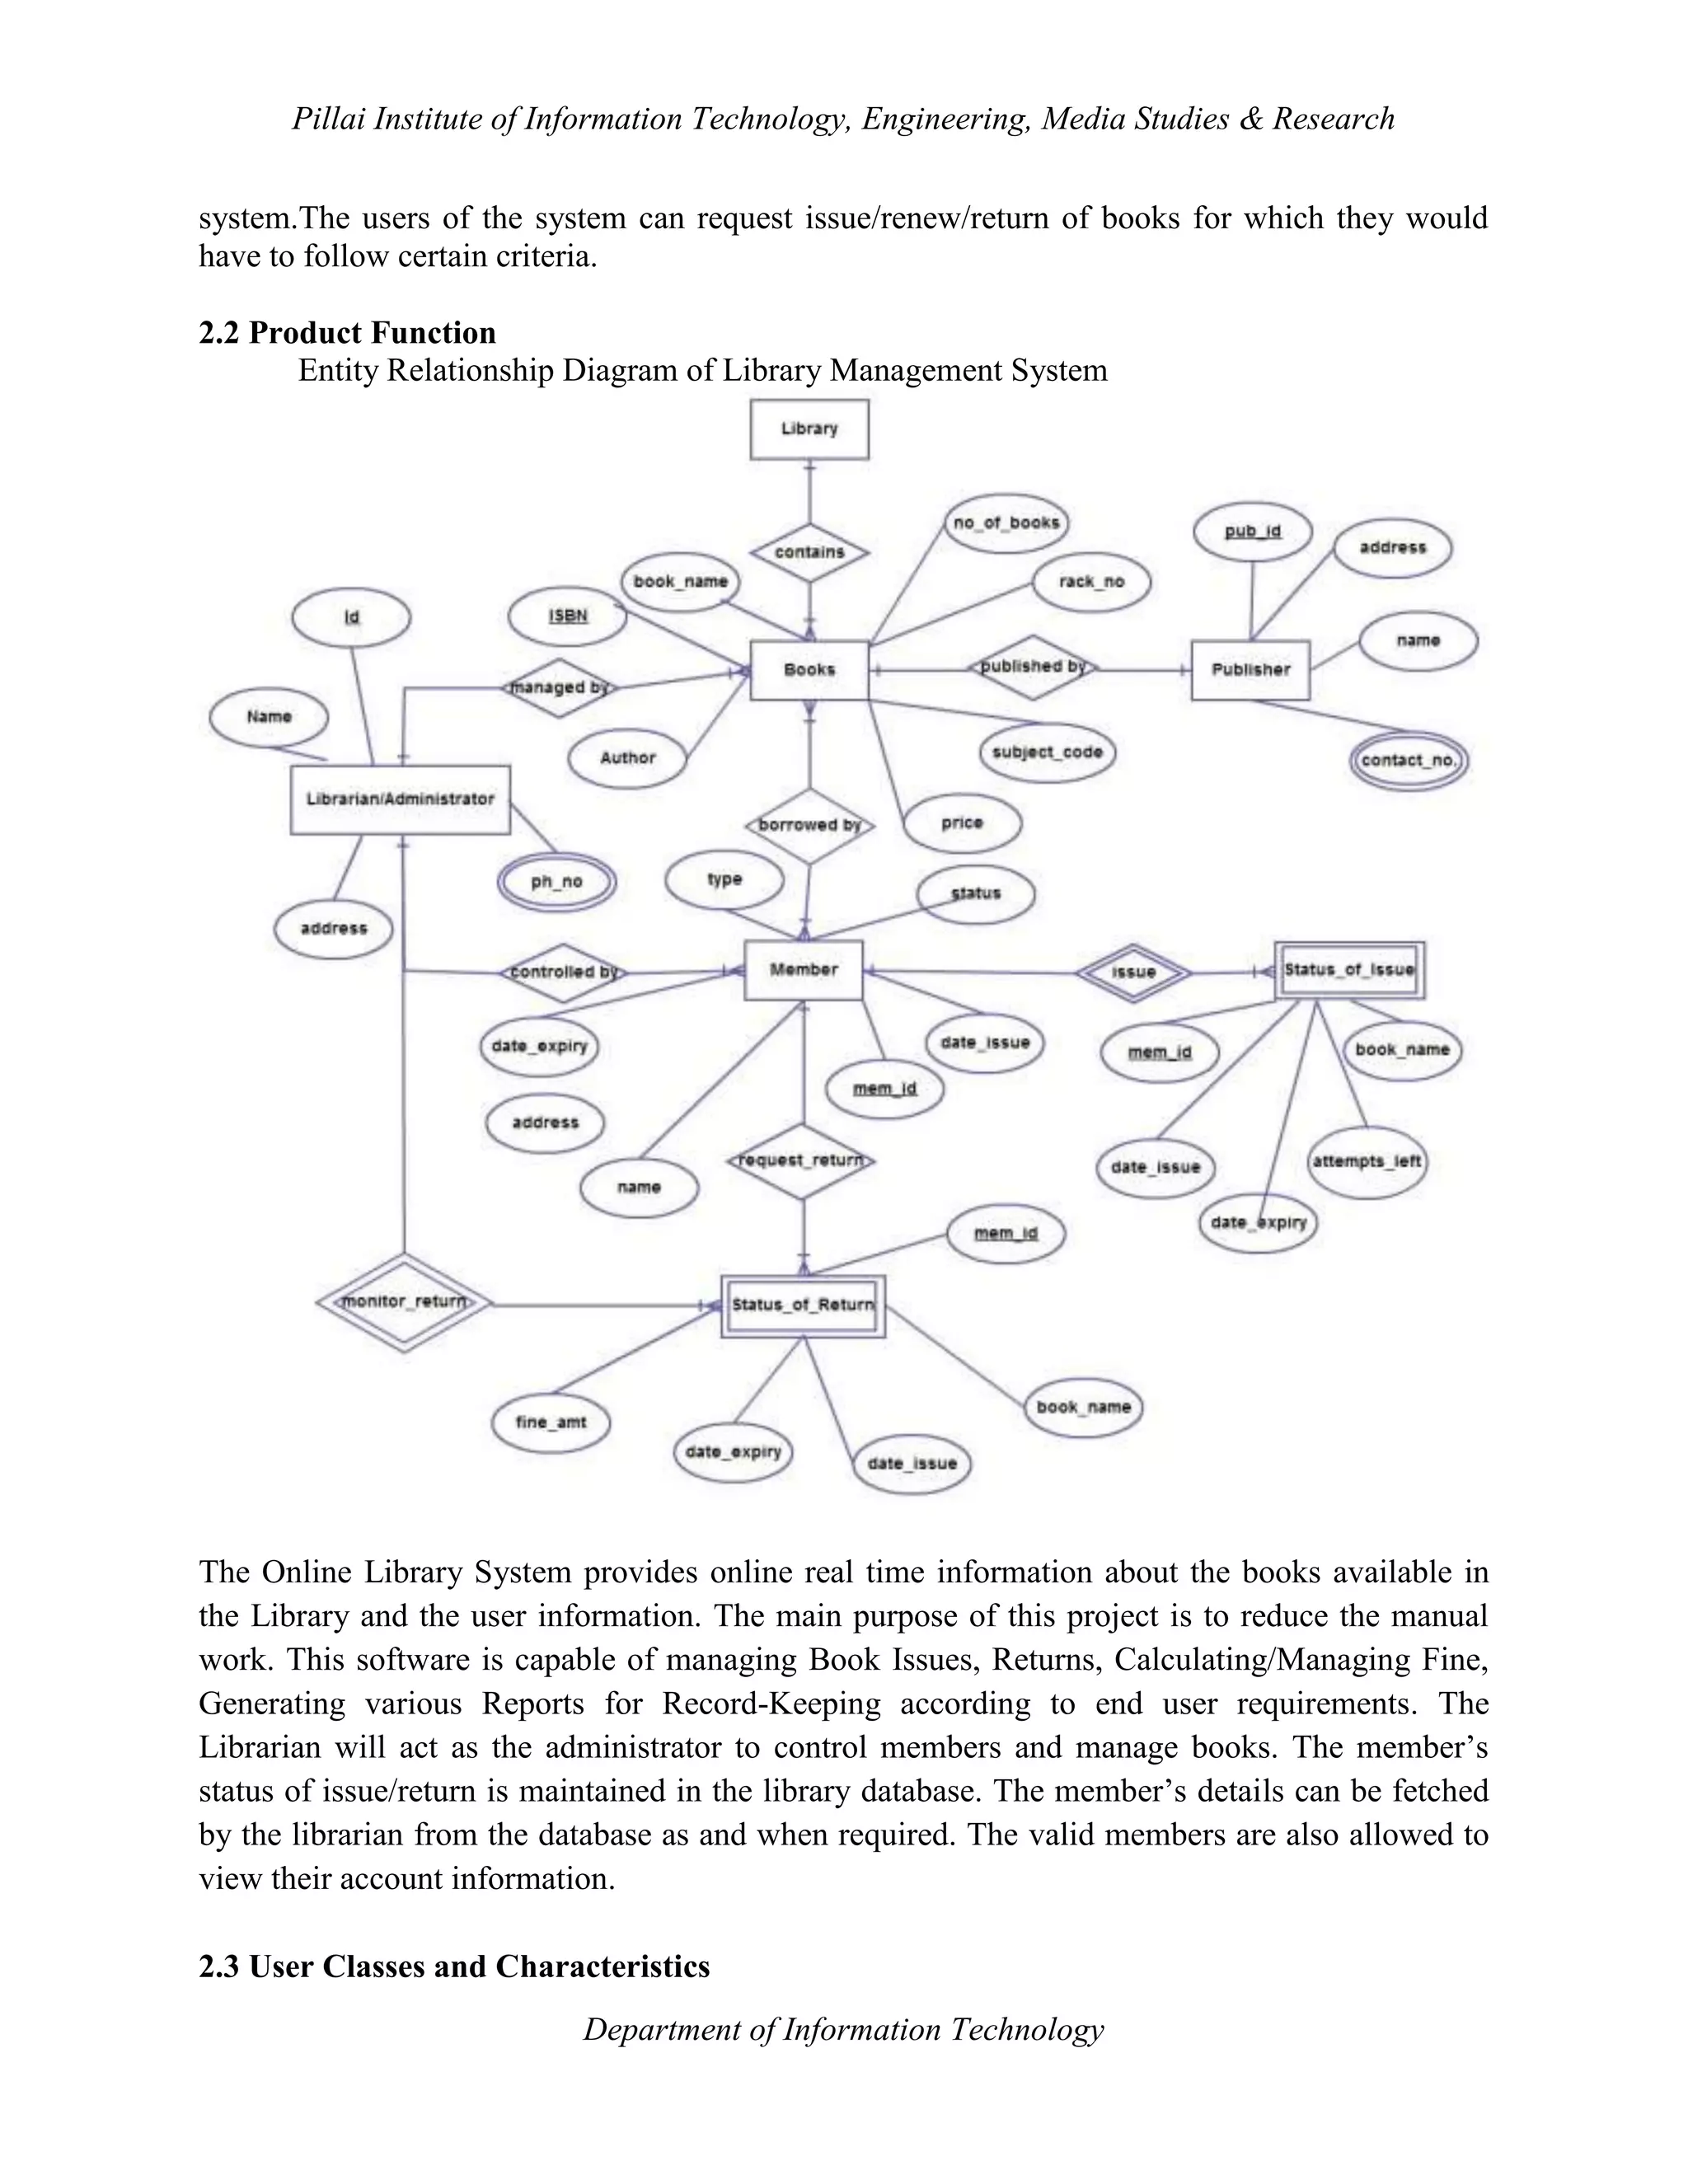 Pillai Institute of Information Technology, Engineering, Media Studies & Research
system.The users of the system can request issue/renew/return of books for which they would
have to follow certain criteria.
2.2 Product Function
Entity Relationship Diagram of Library Management System
Library
no_of_books
pub_id
address
contains
book_name
rack_no
Id
ISBN
name
Books
published by
Publisher
managed by
Name
Author
subject_code
contact_no.
Librarian/Administrator
borrowed by
price
ph_no
type
status
address
controlled by
Member
issue
Status_of_Issue
date_expiry
date_issue
mem_id
book_name
mem_id
address
request_return
date_issue
attempts_left
name
date_expiry
mem_id
monitor_return
Status_of_Return
fine_amt
book_name
date_expiry
date_issue
The Online Library System provides online real time information about the books available in
the Library and the user information. The main purpose of this project is to reduce the manual
work. This software is capable of managing Book Issues, Returns, Calculating/Managing Fine,
Generating various Reports for Record-Keeping according to end user requirements. The
Librarian will act as the administrator to control members and manage books. The member’s
status of issue/return is maintained in the library database. The member’s details can be fetched
by the librarian from the database as and when required. The valid members are also allowed to
view their account information.
2.3 User Classes and Characteristics
Department of Information Technology